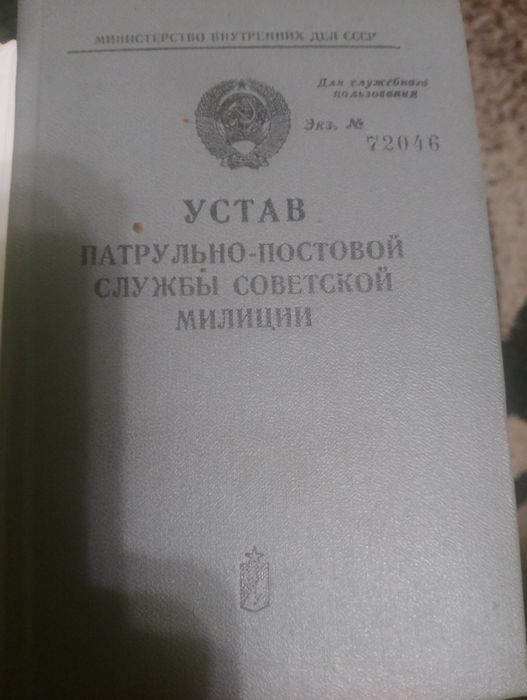 МИНИСТЕРСТВО ВНУТРЕННИХ ДЕЛ СССР
Для служебного
пользования
Экз. №
72046
УСТАВ
ПАТРУЛЬНО-ПОСТОВОЙ
СЛУЖБЫ СОВЕТСКОЙ
МИЛИЦИИ